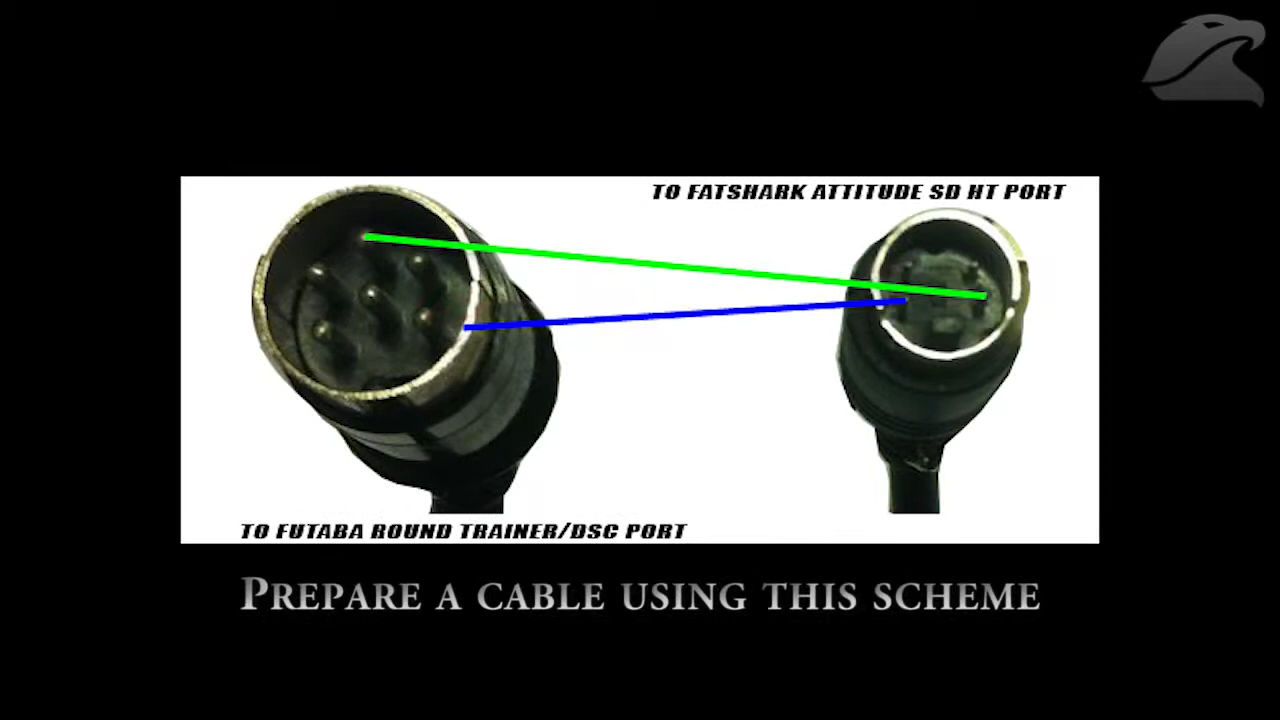 TO FATSHARK ATTITUDE SD HT PORT
TO FUTABA ROUND TRAINER/DSC PORT
PREPARE A CABLE USING THIS SCHEME